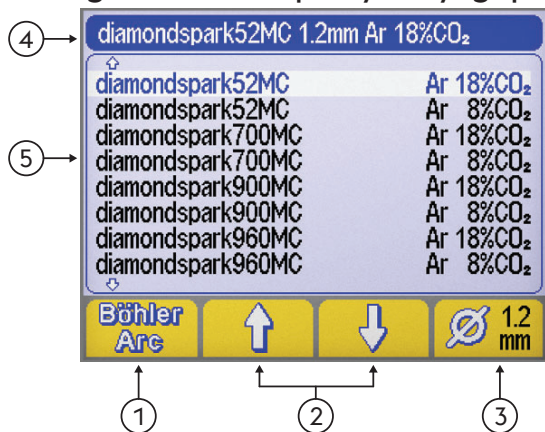 4
diamondspark52MC 1.2mm Ar 18%CO₂
diamondspark52MC Ar 18%CO₂
diamondspark52MC Ar 8%CO₂
diamondspark700MC Ar 18%CO₂
5
diamondspark700MC Ar 8%CO₂
diamondspark900MC Ar 18%CO₂
diamondspark900MC Ar 8%CO₂
diamondspark960MC Ar 18%CO₂
diamondspark960MC Ar 8%CO₂
Böhler
Arc
1.2
mm
1
2
3